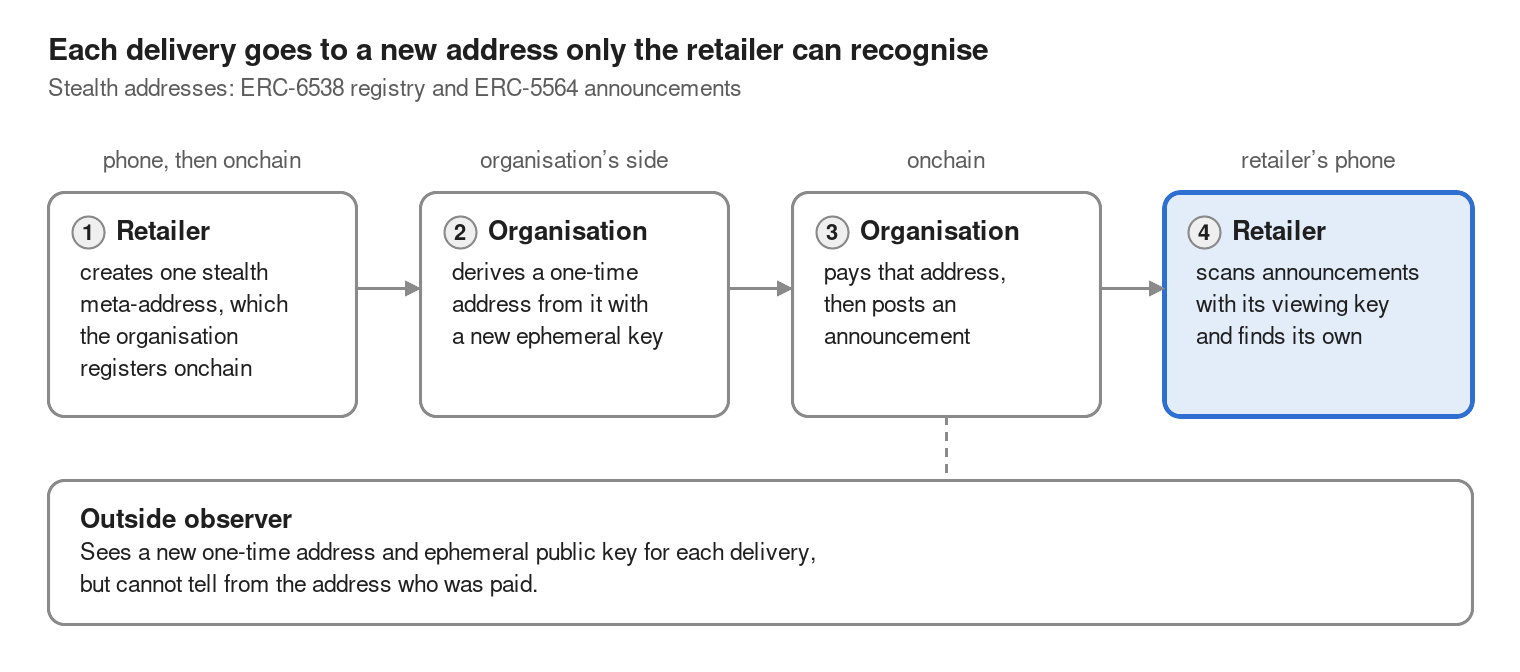 Each delivery goes to a new address only the retailer can recognise
Stealth addresses: ERC-6538 registry and ERC-5564 announcements
phone, then onchain
1 Retailer
creates one stealth
meta-address, which
the organisation
registers onchain
organisation’s side
2 Organisation
derives a one-time
address from it with
a new ephemeral key
onchain
3 Organisation
pays that address,
then posts an
announcement
retailer’s phone
4 Retailer
scans announcements
with its viewing key
and finds its own
Outside observer
Sees a new one-time address and ephemeral public key for each delivery,
but cannot tell from the address who was paid.